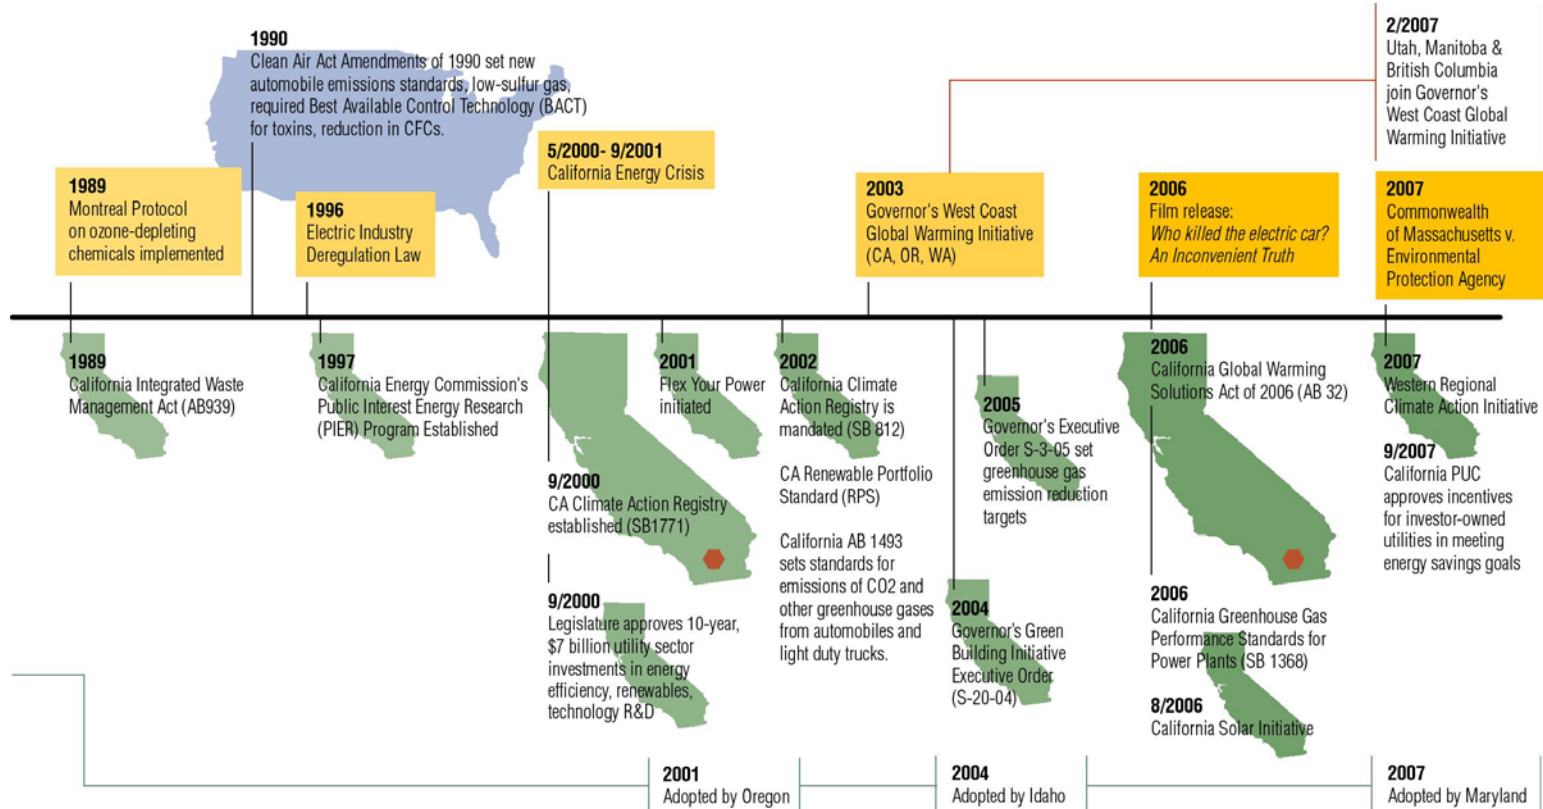 1990
Clean Air Act Amendments of 1990 set new
automobile emissions standards, low-sulfur gas,
required Best Available Control Technology (BACT)
for toxins, reduction in CFCs.
2/2007
Utah, Manitoba &
British Columbia
join Governor's
West Coast Global
Warming Initiative
1989
Montreal Protocol
on ozone-depleting
chemicals implemented
1996
Electric Industry
Deregulation Law
5/2000- 9/2001
California Energy Crisis
2003
Governor's West Coast
Global Warming Initiative
(CA, OR, WA)
2006
Film release:
Who killed the electric car?
An Inconvenient Truth
2007
Commonwealth
of Massachusetts v.
Environmental
Protection Agency
1989
California Integrated Waste
Management Act (AB939)
1997
California Energy Commission's
Public Interest Energy Research
(PIER) Program Established
9/2000
CA Climate Action Registry
established (SB1771)
9/2000
Legislature approves 10-year,
$7 billion utility sector
investments in energy
efficiency, renewables,
technology R&D
2001
Flex Your Power
initiated
2002
California Climate
Action Registry is
mandated (SB 812)
CA Renewable Portfolio
Standard (RPS)
California AB 1493
sets standards for
emissions of CO2 and
other greenhouse gases
from automobiles and
light duty trucks.
2004
Governor's Green
Building Initiative
Executive Order
(S-20-04)
2005
Governor's Executive
Order S-3-05 set
greenhouse gas
emission reduction
targets
2006
California Global Warming
Solutions Act of 2006 (AB 32)
2006
California Greenhouse Gas
Performance Standards for
Power Plants (SB 1368)
8/2006
California Solar Initiative
2007
Western Regional
Climate Action Initiative
9/2007
California PUC
approves incentives
for investor-owned
utilities in meeting
energy savings goals
2001
Adopted by Oregon
2004
Adopted by Idaho
2007
Adopted by Maryland